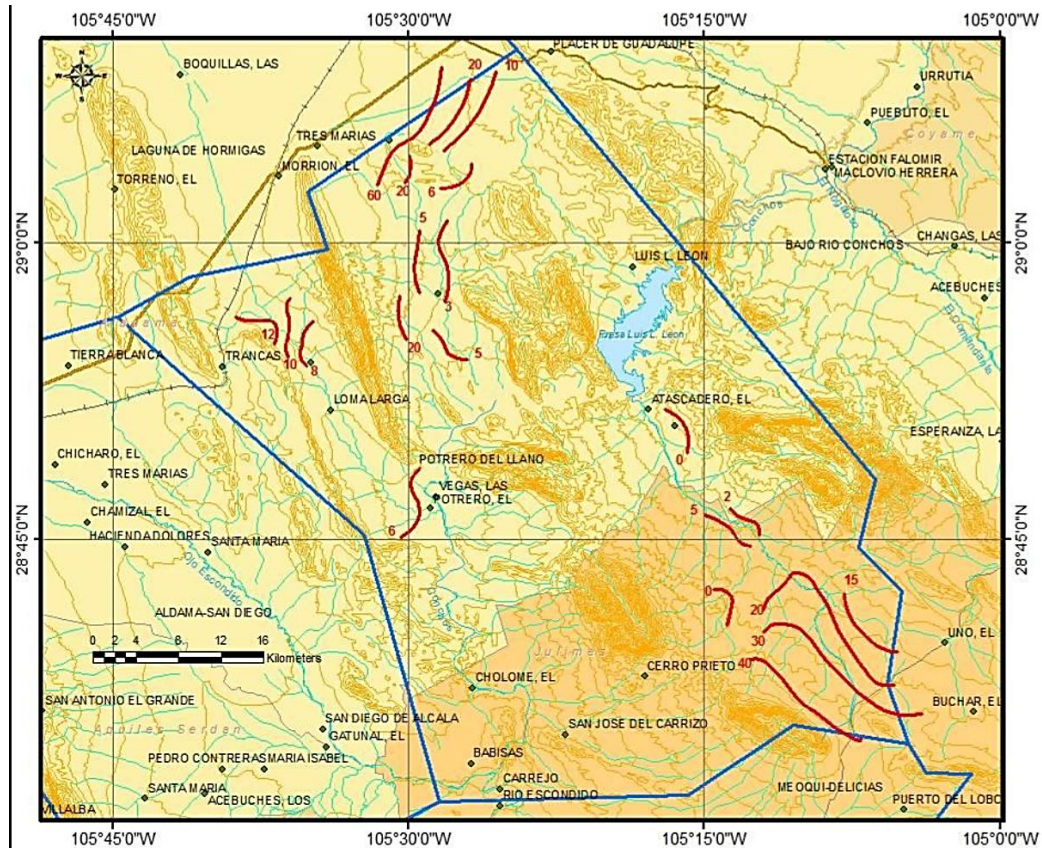 105°45'0"W 105°30'0"W 105°15'0"W 105°0'0"W
PLACER DE GUADALUPE
BOQUILLAS, LAS
20 10
URRUTIA
PUEBLITO, EL
Coyame
TRES MARIAS
LAGUNA DE HORMIGAS
MORRION, EL
ESTACION FALOMIR
MACLOVIO HERRERA
TORRENO, EL
60 20 6
5
Conchos
BAJO RIO CONCHOS
CHANGAS, LAS
29°0'0"N 29°0'0"N
LUIS L. LEON
ACEBUCHES
3
El Comandante
Presa Luis L. Leon
12
20 5
TIERRA BLANCA
TRANCAS 10 8
LOMA LARGA
ATASCADERO, EL
ESPERANZA, LA
CHICHARO, EL
POTRERO DEL LLANO
0
TRES MARIAS
VEGAS, LAS
OTRERO, EL
2
5
CHAMIZAL, EL
6
HACIENDA DOLORES
SANTA MARIA
28°45'0"N 28°45'0"N
Ojo Escondido
0 20 15
ALDAMA-SAN DIEGO
30
0 2 4 8 12 16
Kilometers
Julimes
UNO, EL
40
CERRO PRIETO
CHOLOME, EL
SAN ANTONIO EL GRANDE
BUCHAR, EL
SAN DIEGO DE ALCALA
SAN JOSE DEL CARRIZO
Aquiles Serdan
GATUNAL, EL
PEDRO CONTRERAS
MARIA ISABEL
BABISAS
CARREJO
MEOQUI-DELICIAS
SANTA MARIA
ACEBUCHES, LOS
RIO ESCONDIDO
VILLALBA
PUERTO DEL LOBO
105°45'0"W 105°30'0"W 105°15'0"W 105°0'0"W